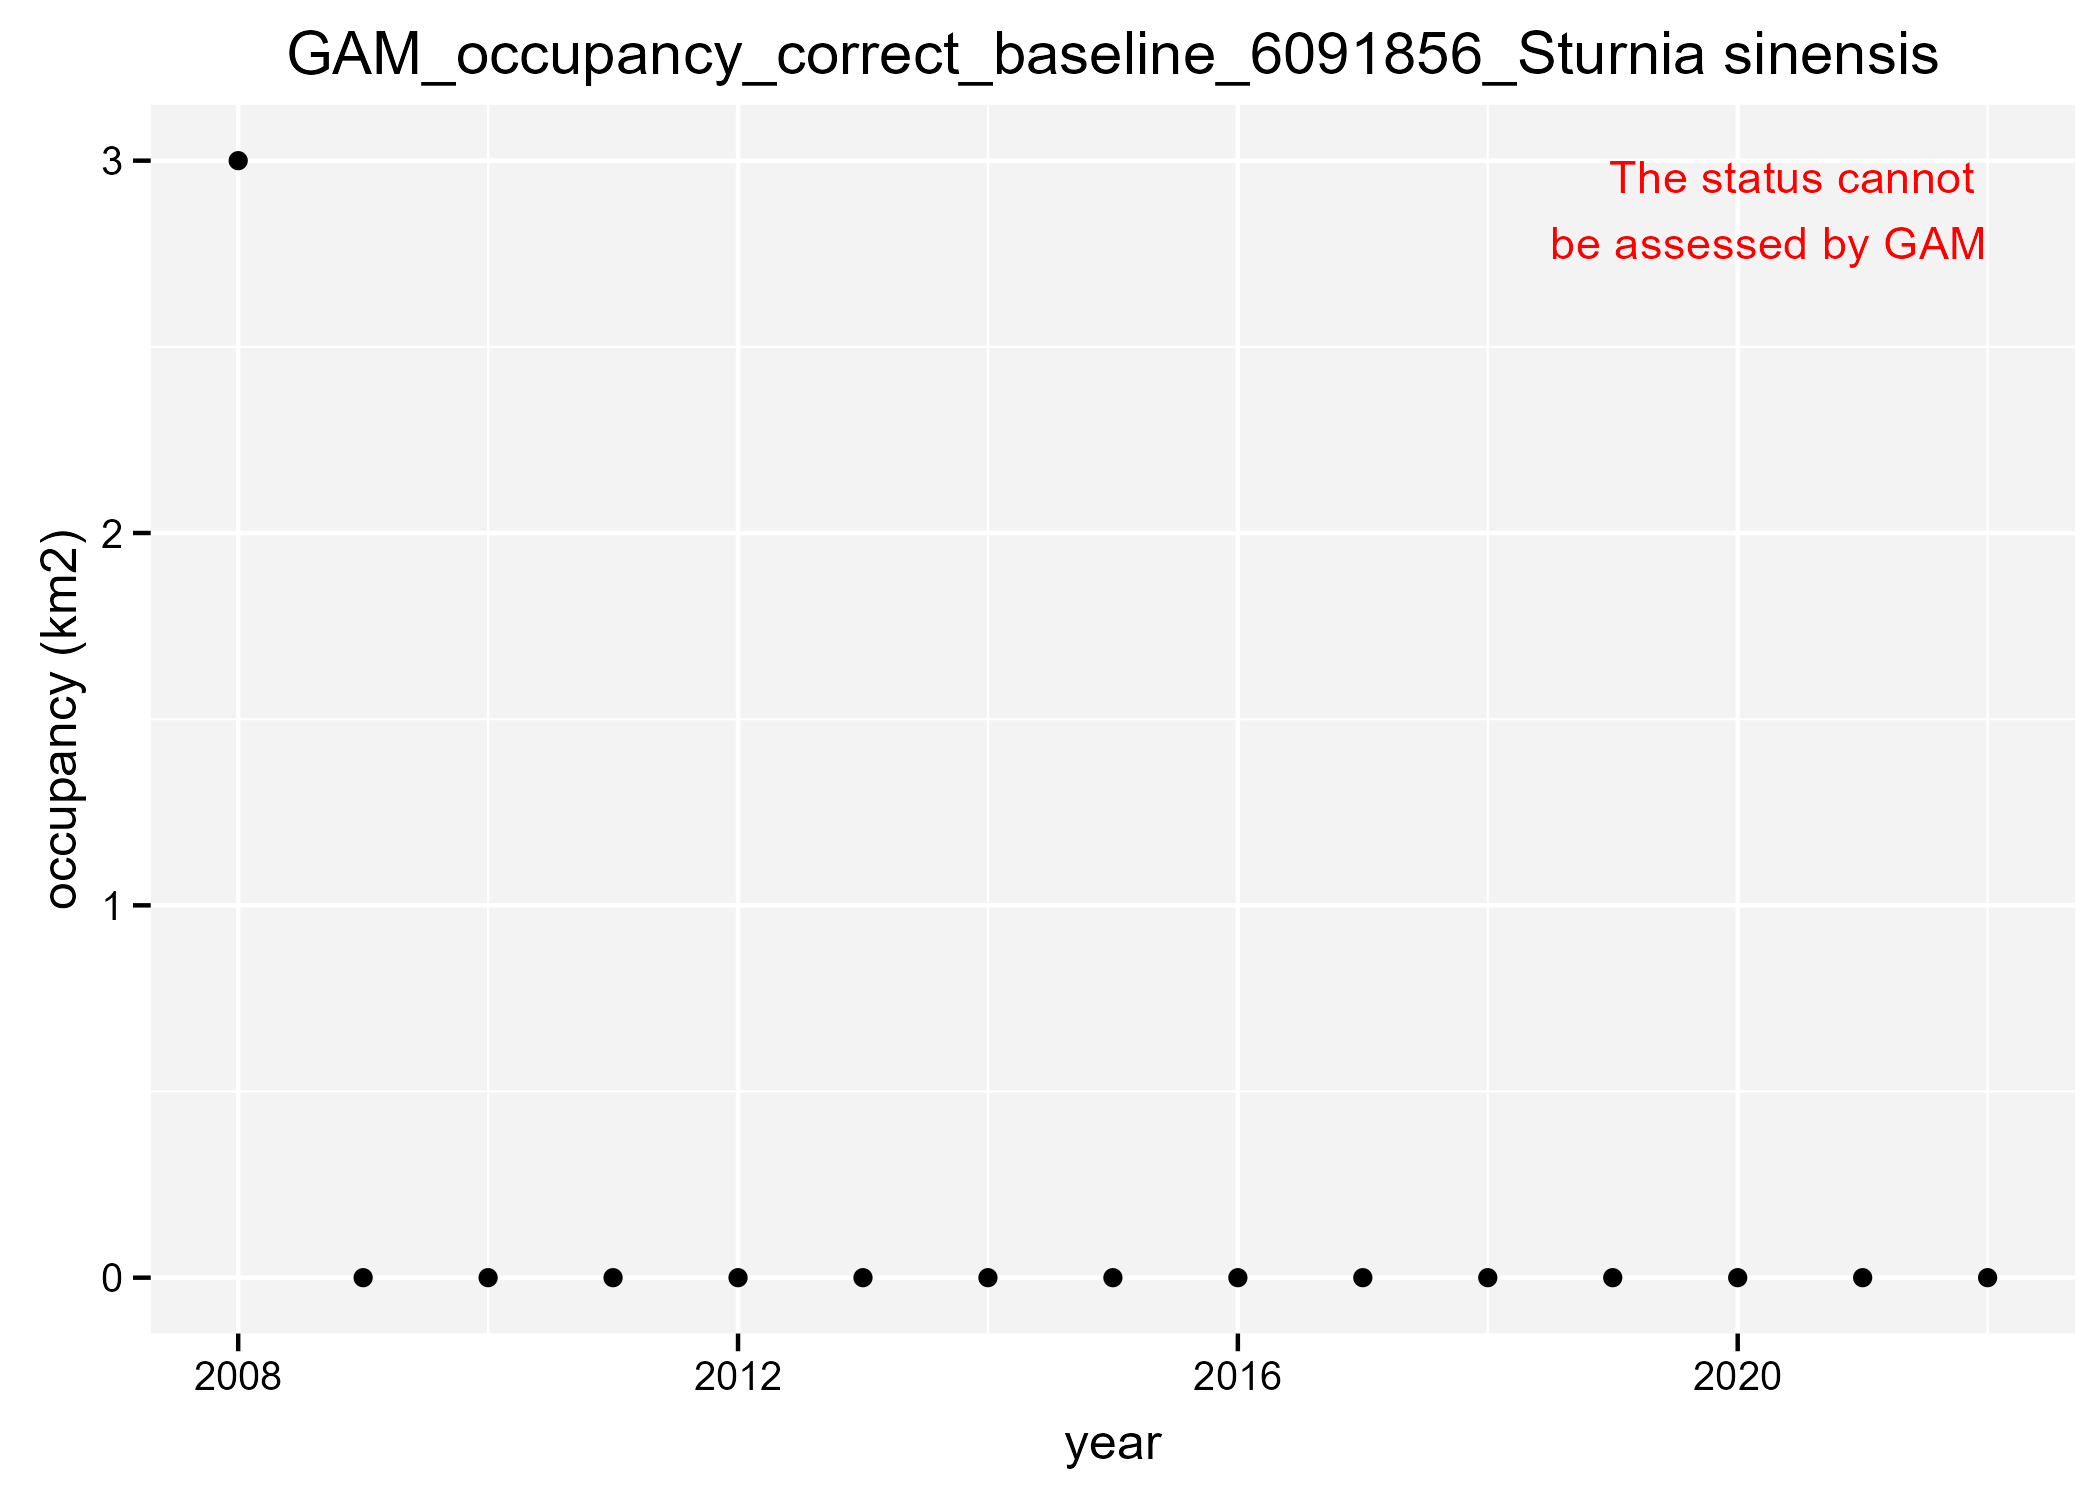 GAM_occupancy_correct_baseline_6091856_Sturnia sinensis
The status cannot
be assessed by GAM
3
2
1
0
occupancy (km2)
2008
2012
2016
2020
year